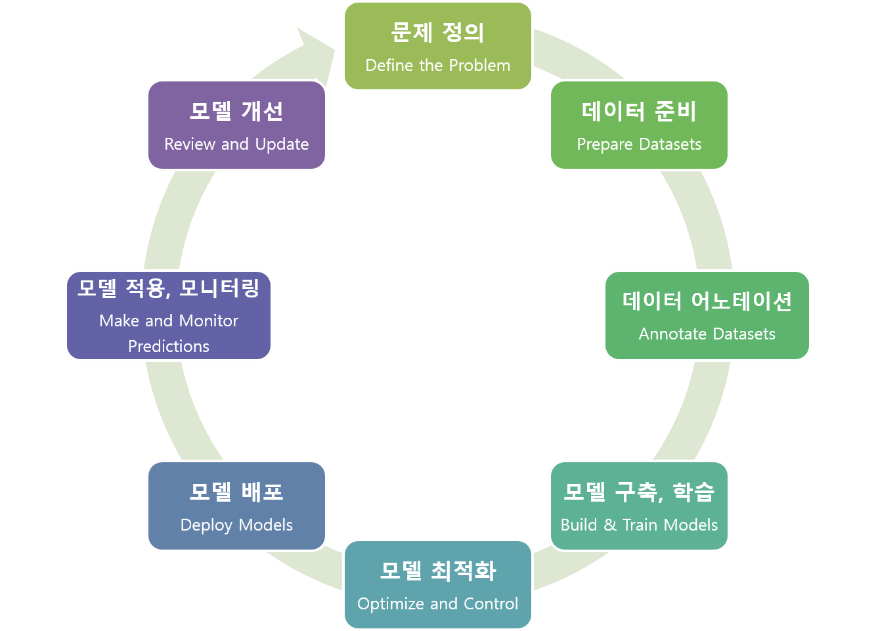 문제 정의
Define the Problem
데이터 준비
Prepare Datasets
데이터 어노테이션
Annotate Datasets
모델 구축, 학습
Build & Train Models
모델 최적화
Optimize and Control
모델 배포
Deploy Models
모델 적용, 모니터링
Make and Monitor
Predictions
모델 개선
Review and Update